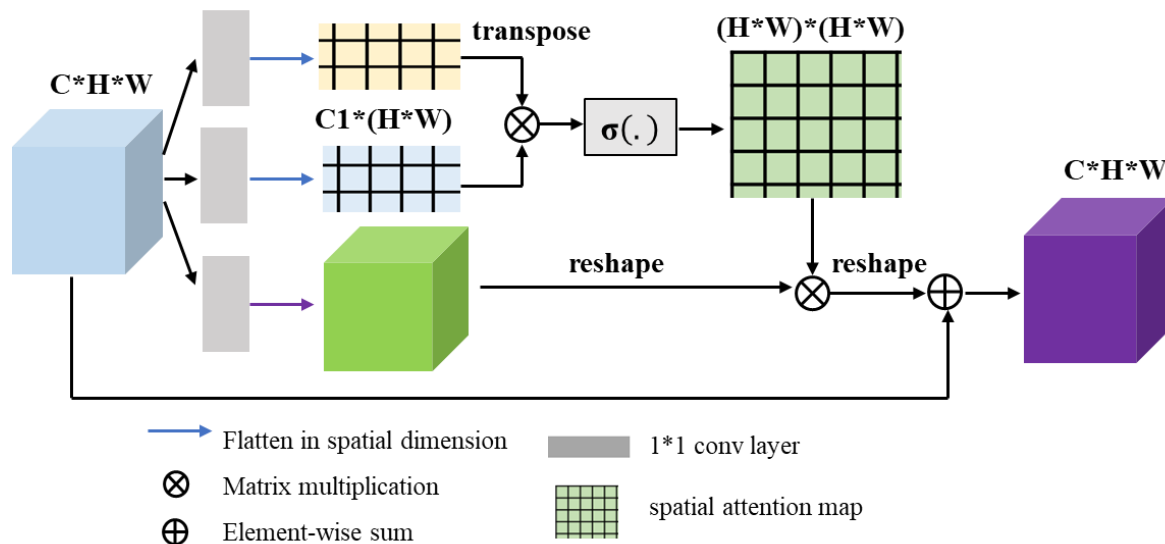 transpose
(H*W)*(H*W)
C*H*W
C1*(H*W)
σ(.)
C*H*W
reshape
reshape
Flatten in spatial dimension
1*1 conv layer
Matrix multiplication
spatial attention map
Element-wise sum